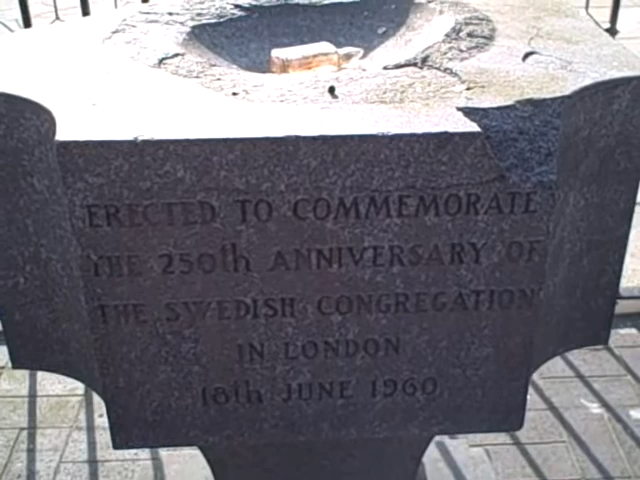 ERECTED TO COMMEMORATE
THE 250th ANNIVERSARY OF
THE SWEDISH CONGREGATION
IN LONDON
18th JUNE 1960